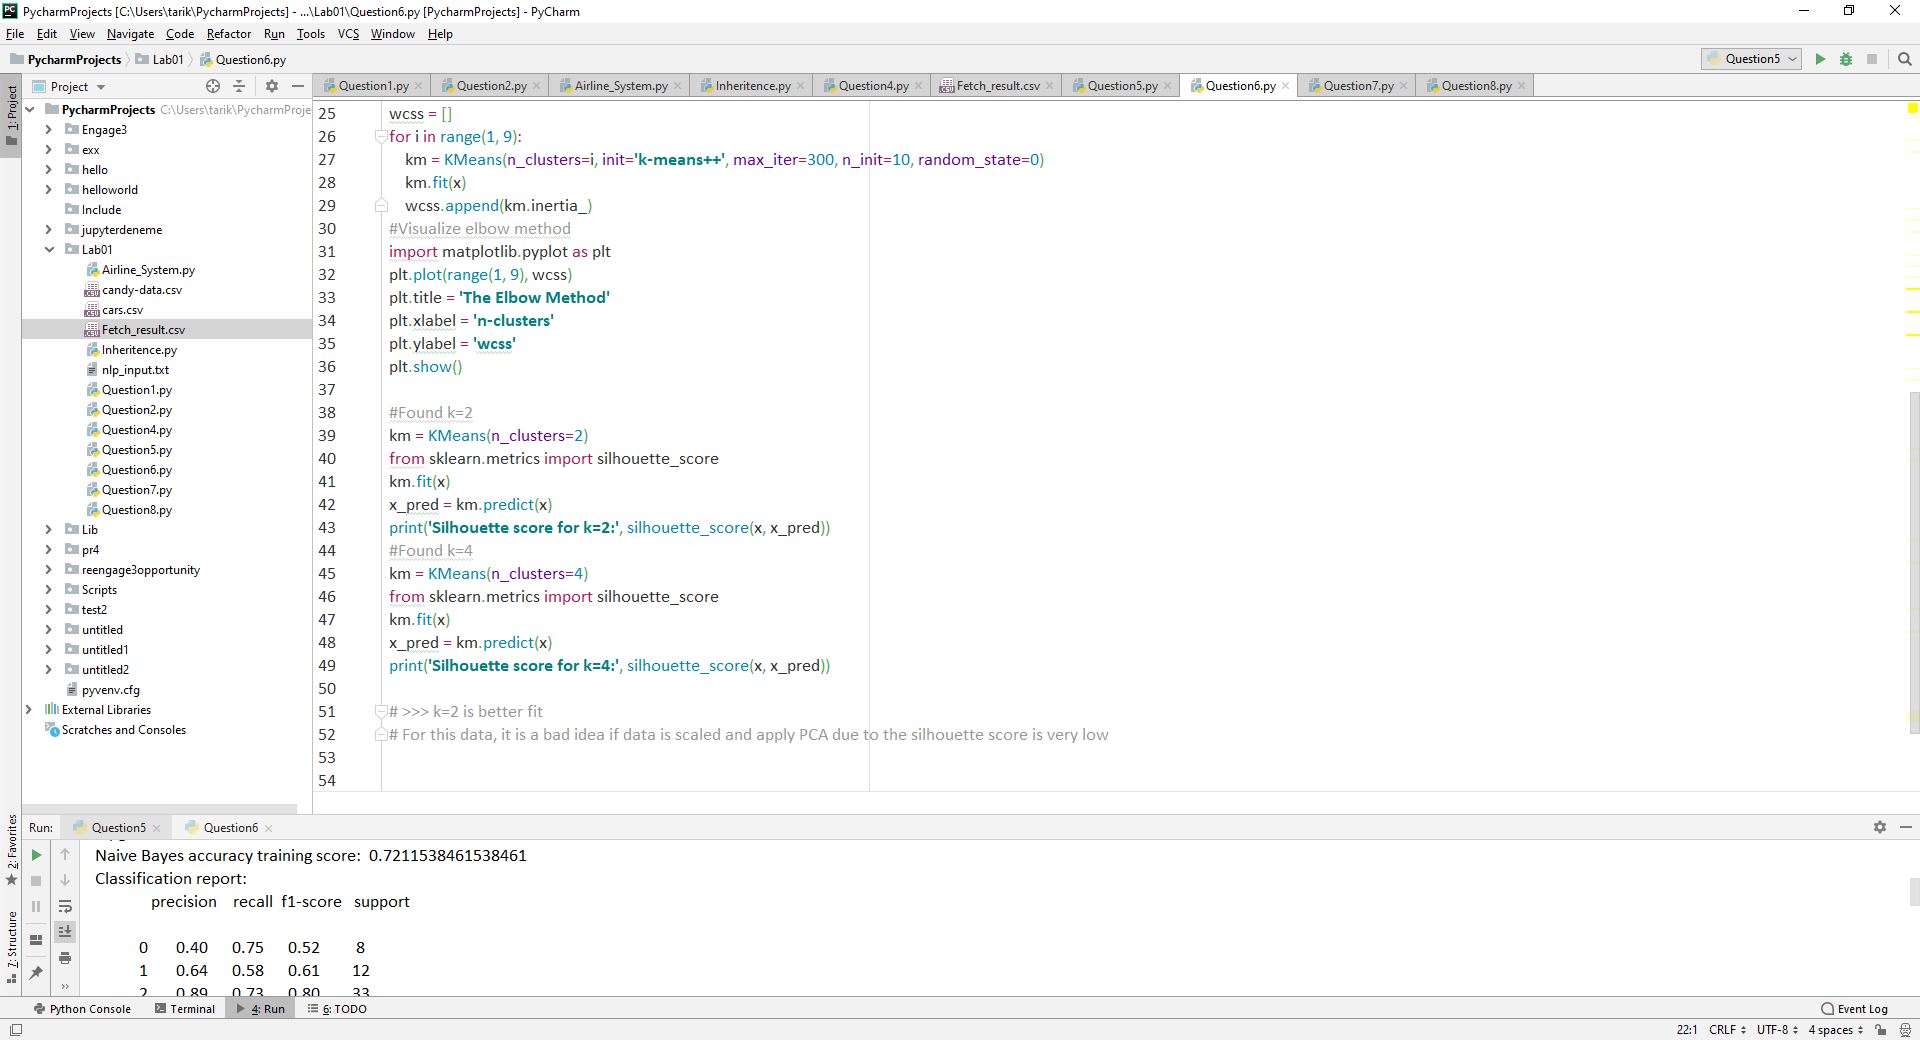 PycharmProjects [C:\Users\tarik\PycharmProjects] - ...\Lab01\Question6.py [PycharmProjects] - PyCharm
File Edit View Navigate Code Refactor Run Tools VCS Window Help
PycharmProjects Lab01 Question6.py Question5
1: Project
Project
Question1.py Question2.py Airline_System.py Inheritence.py Question4.py Fetch_result.csv Question5.py Question6.py Question7.py Question8.py
PycharmProjects C:\Users\tarik\PycharmProje
Engage3
exx
hello
helloworld
Include
jupyterdeneme
Lab01
Airline_System.py
candy-data.csv
cars.csv
Fetch_result.csv
Inheritence.py
nlp_input.txt
Question1.py
Question2.py
Question4.py
Question5.py
Question6.py
Question7.py
Question8.py
Lib
pr4
reengage3opportunity
Scripts
test2
untitled
untitled1
untitled2
pyvenv.cfg
External Libraries
Scratches and Consoles
25 wcss = []
26 for i in range(1, 9):
27 km = KMeans(n_clusters=i, init='k-means++', max_iter=300, n_init=10, random_state=0)
28 km.fit(x)
29 wcss.append(km.inertia_)
30 #Visualize elbow method
31 import matplotlib.pyplot as plt
32 plt.plot(range(1, 9), wcss)
33 plt.title = 'The Elbow Method'
34 plt.xlabel = 'n-clusters'
35 plt.ylabel = 'wcss'
36 plt.show()
37
38 #Found k=2
39 km = KMeans(n_clusters=2)
40 from sklearn.metrics import silhouette_score
41 km.fit(x)
42 x_pred = km.predict(x)
43 print('Silhouette score for k=2:', silhouette_score(x, x_pred))
44 #Found k=4
45 km = KMeans(n_clusters=4)
46 from sklearn.metrics import silhouette_score
47 km.fit(x)
48 x_pred = km.predict(x)
49 print('Silhouette score for k=4:', silhouette_score(x, x_pred))
50
51 # >>> k=2 is better fit
52 # For this data, it is a bad idea if data is scaled and apply PCA due to the silhouette score is very low
53
54
2: Favorites
7: Structure
Run: Question5 Question6
Naive Bayes accuracy training score: 0.7211538461538461
Classification report:
precision recall f1-score support
0 0.40 0.75 0.52 8
1 0.64 0.58 0.61 12
2 0.89 0.73 0.80 33
Python Console Terminal 4: Run 6: TODO Event Log
22:1 CRLF UTF-8 4 spaces